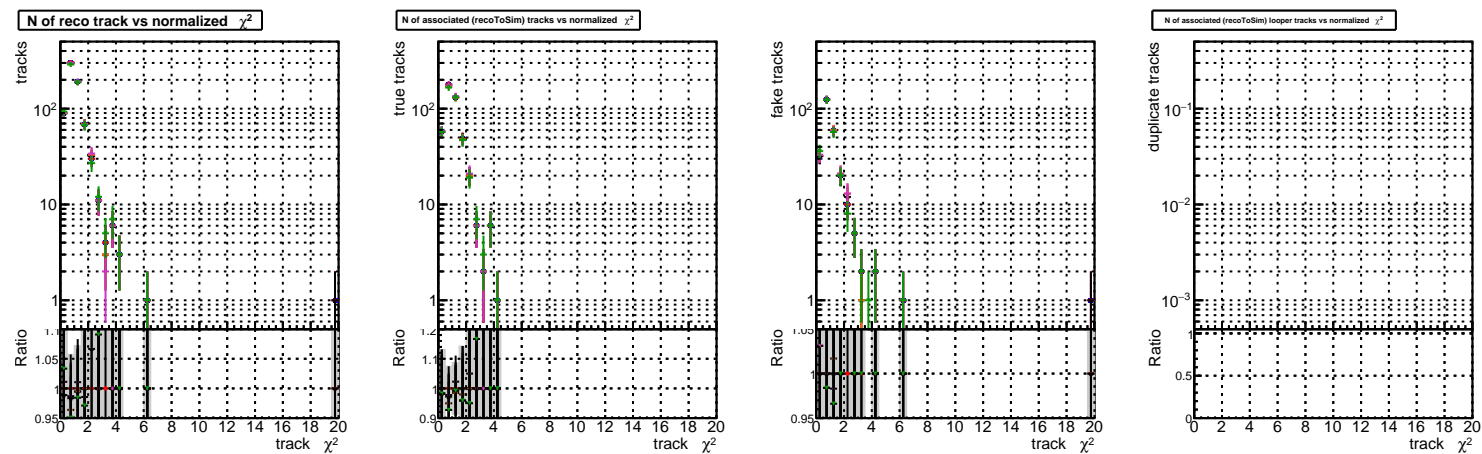 N of reco track vs normalized χ²
tracks
10²
10
1
Ratio
1.1
1.05
1
0.95
0 2 4 6 8 10 12 14 16 18 20
track χ²
N of associated (recoToSim) tracks vs normalized χ²
true tracks
10²
10
1
Ratio
1.2
1.1
1
0.9
0 2 4 6 8 10 12 14 16 18 20
track χ²
fake tracks
10²
10
1
Ratio
1.05
1
0.95
0 2 4 6 8 10 12 14 16 18 20
track χ²
N of associated (recoToSim) looper tracks vs normalized χ²
duplicate tracks
10⁻¹
10⁻²
10⁻³
Ratio
1
0.5
0
0 2 4 6 8 10 12 14 16 18 20
track χ²